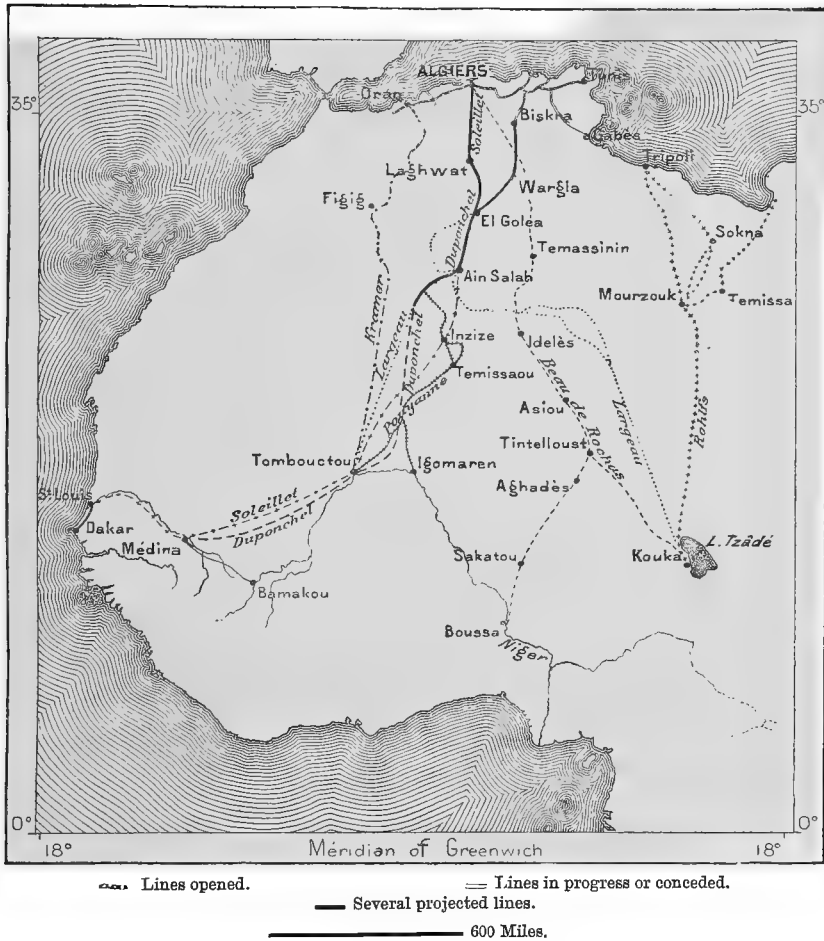 ALGIERS
Tunis
Oran
35°
35°
Biskra
Gabès
Soleillet
Tripoli
Laghwat
Wargla
Figig
El Golea
Sokna
Duponchel
Temassinin
Ain Salah
Mourzouk
Temissa
Kramer
Largeau
Duponchel
Inzize
Idelès
Temissaou
Pouyanne
Beau de Rochas
Largeau
Rohlfs
Asiou
Tintelloust
Tombouctou
Igomaren
Aghadès
St Louis
Soleillet
Dakar
Duponchel
L. Tzâdé
Médina
Sakatou
Kouka
Bamakou
Boussa
Niger
0°
0°
18°
Méridian of Greenwich
18°
Lines opened.
Lines in progress or conceded.
Several projected lines.
600 Miles.